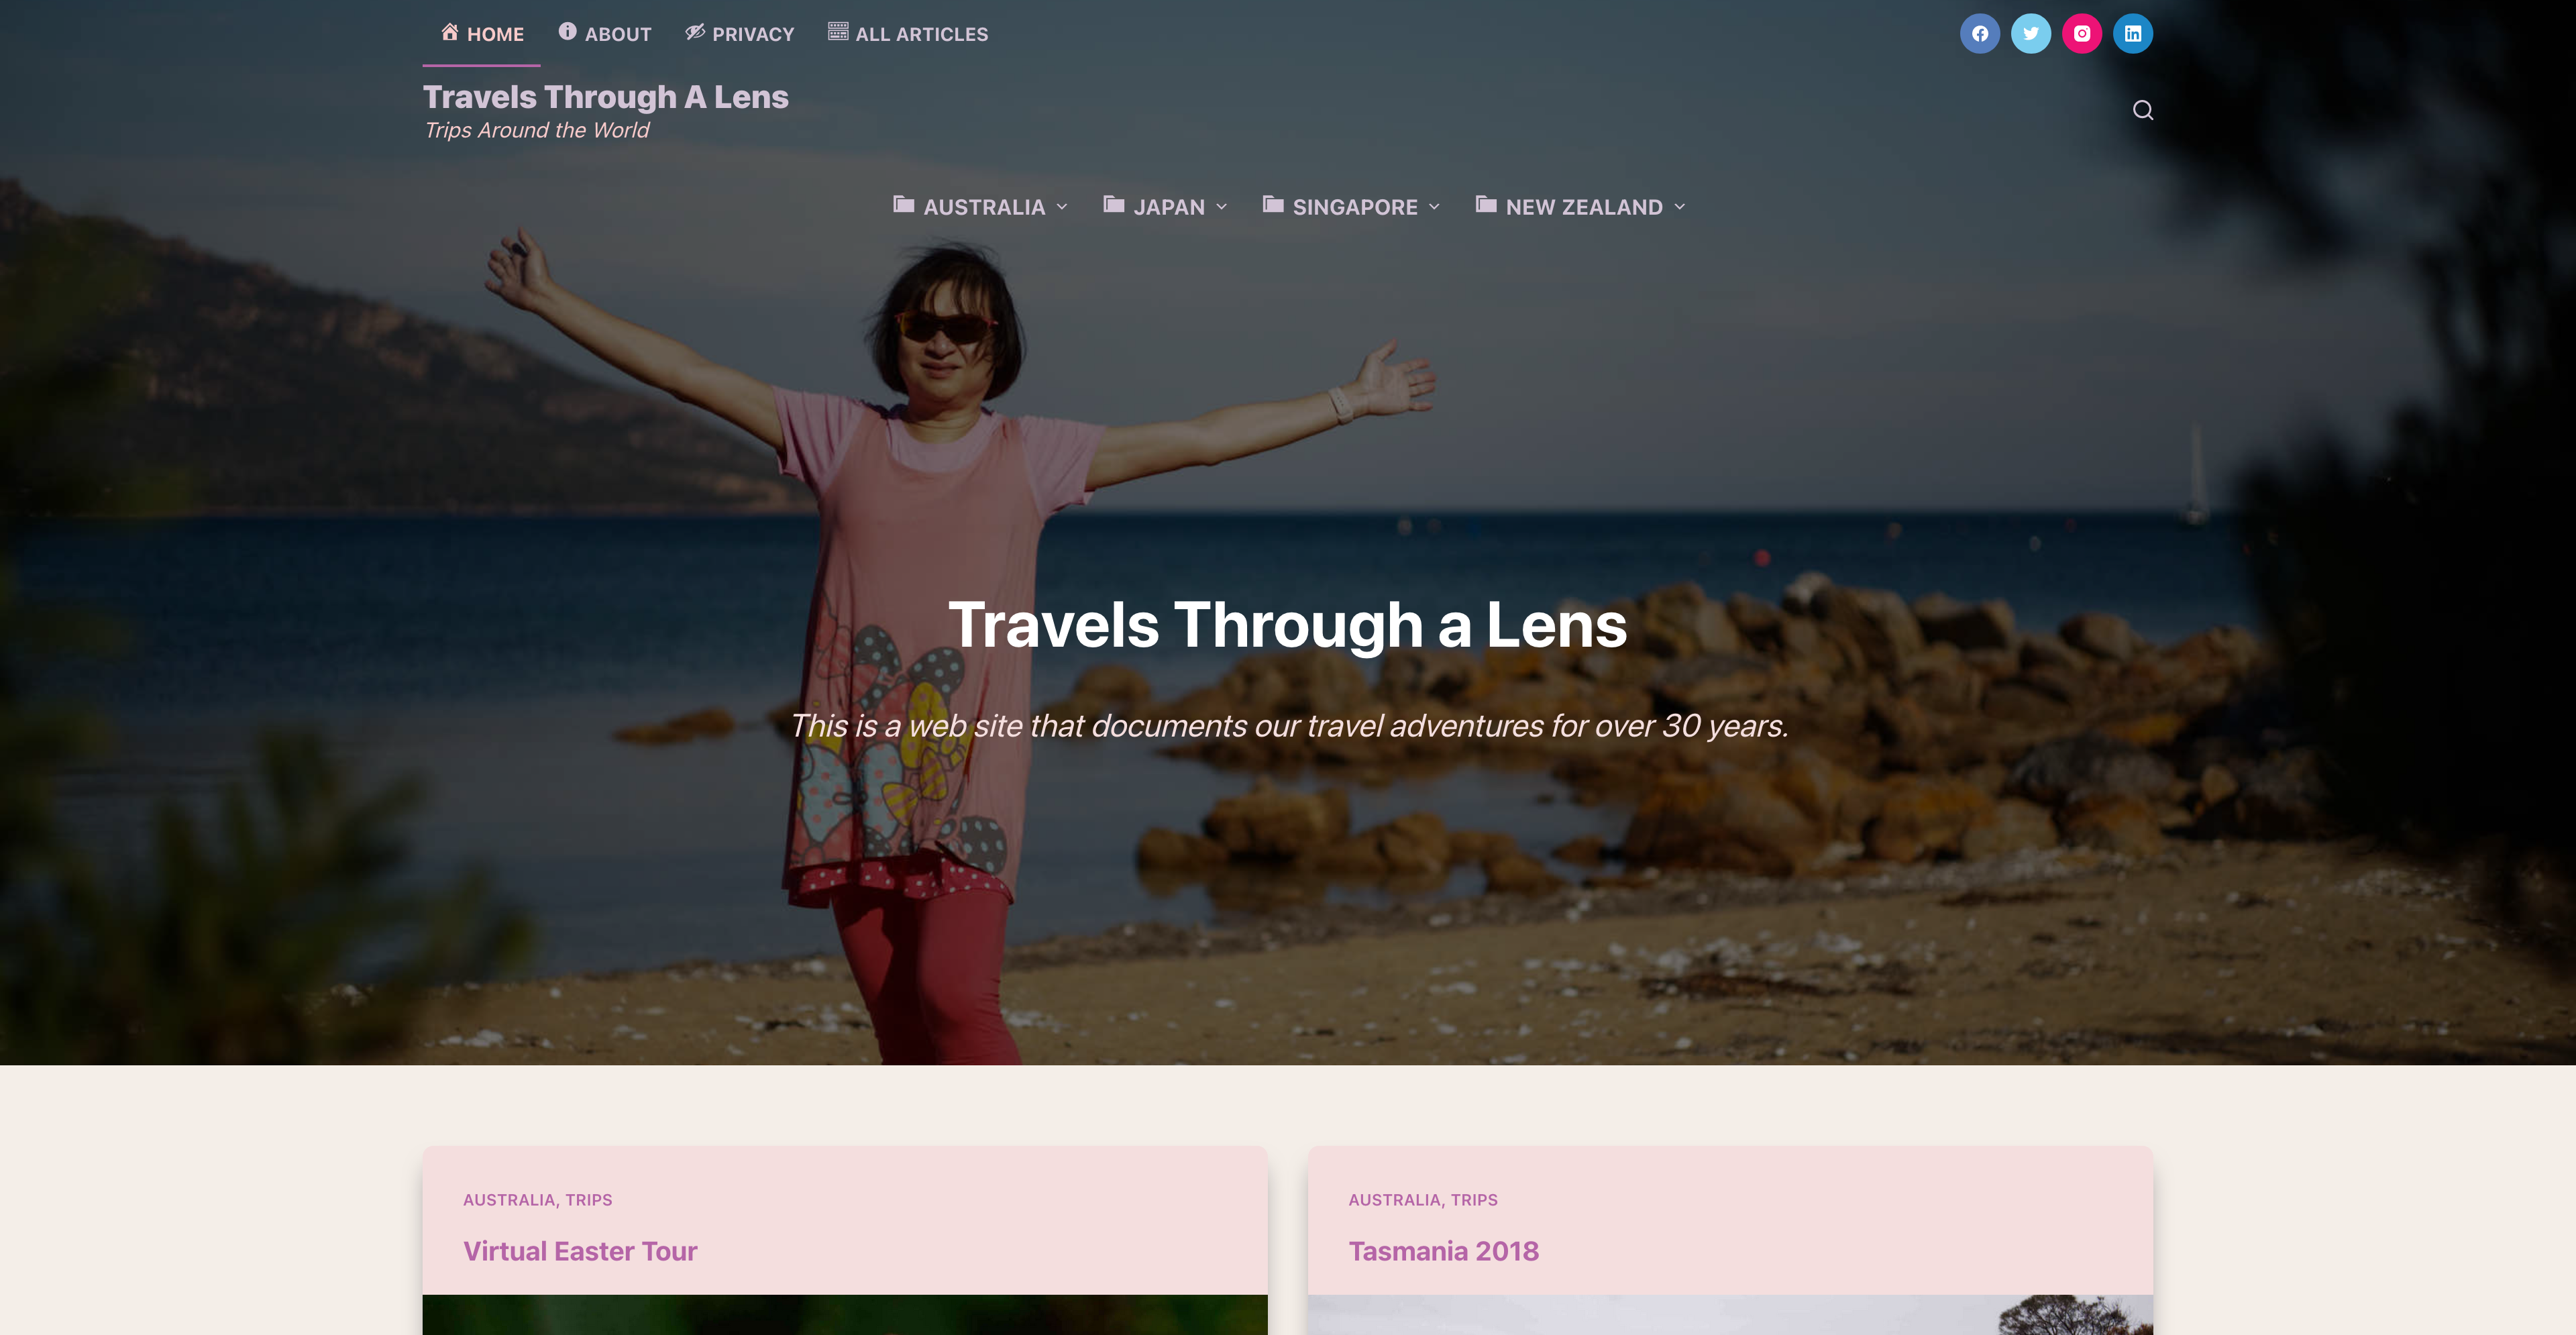 HOME ABOUT PRIVACY ALL ARTICLES
Travels Through A Lens
Trips Around the World
AUSTRALIA JAPAN SINGAPORE NEW ZEALAND
Travels Through a Lens
This is a web site that documents our travel adventures for over 30 years.
AUSTRALIA, TRIPS
Virtual Easter Tour
AUSTRALIA, TRIPS
Tasmania 2018